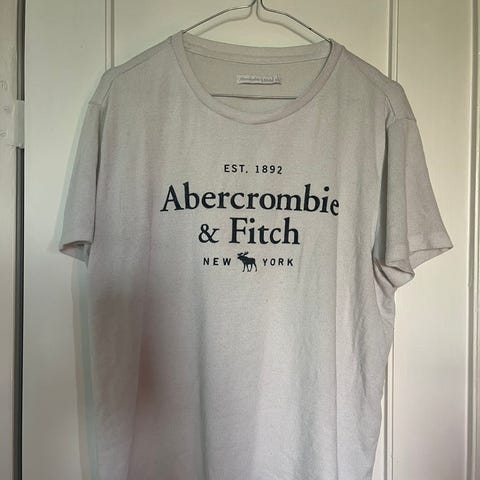 EST. 1892
Abercrombie
& Fitch
NEW YORK